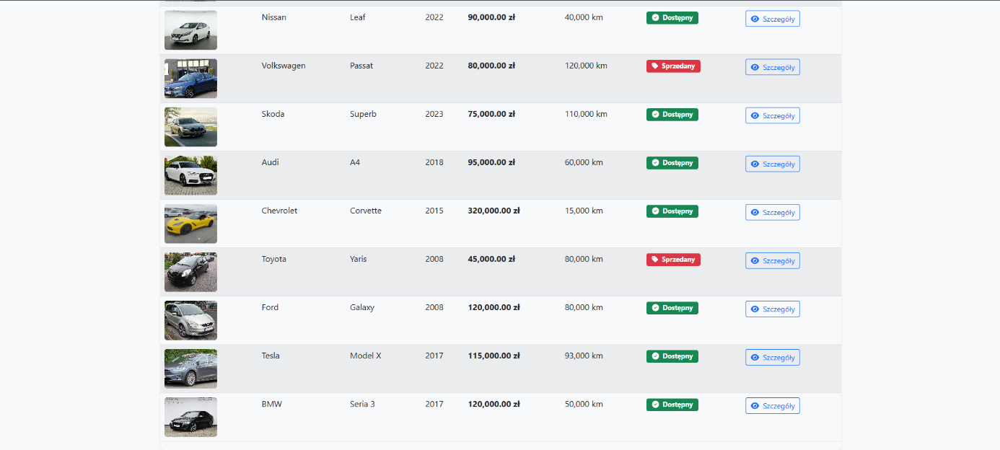 Nissan Leaf 2022 90,000.00 zł 40,000 km Dostępny Szczegóły
Volkswagen Passat 2022 80,000.00 zł 120,000 km Sprzedany Szczegóły
Skoda Superb 2023 75,000.00 zł 110,000 km Dostępny Szczegóły
Audi A4 2018 95,000.00 zł 60,000 km Dostępny Szczegóły
Chevrolet Corvette 2015 320,000.00 zł 15,000 km Dostępny Szczegóły
Toyota Yaris 2008 45,000.00 zł 80,000 km Sprzedany Szczegóły
Ford Galaxy 2008 120,000.00 zł 80,000 km Dostępny Szczegóły
Tesla Model X 2017 115,000.00 zł 93,000 km Dostępny Szczegóły
BMW Seria 3 2017 120,000.00 zł 50,000 km Dostępny Szczegóły